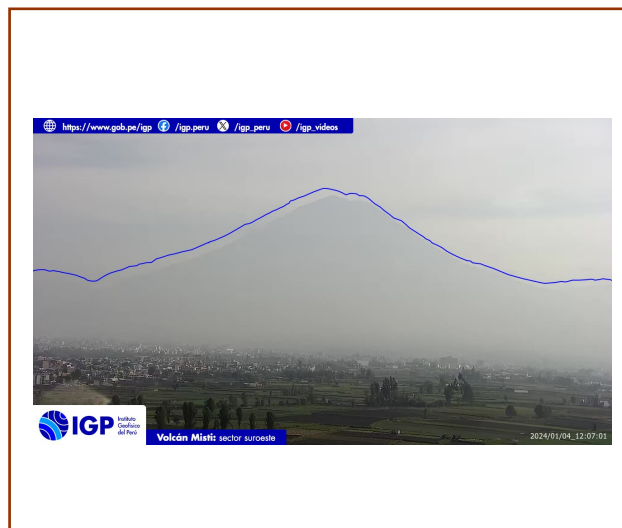 https://www.gob.pe/igp /igp.peru /igp_peru /igp_videos
IGP Instituto
Geofísico
del Perú
Volcán Misti: sector suroeste
2024/01/04_12:07:01